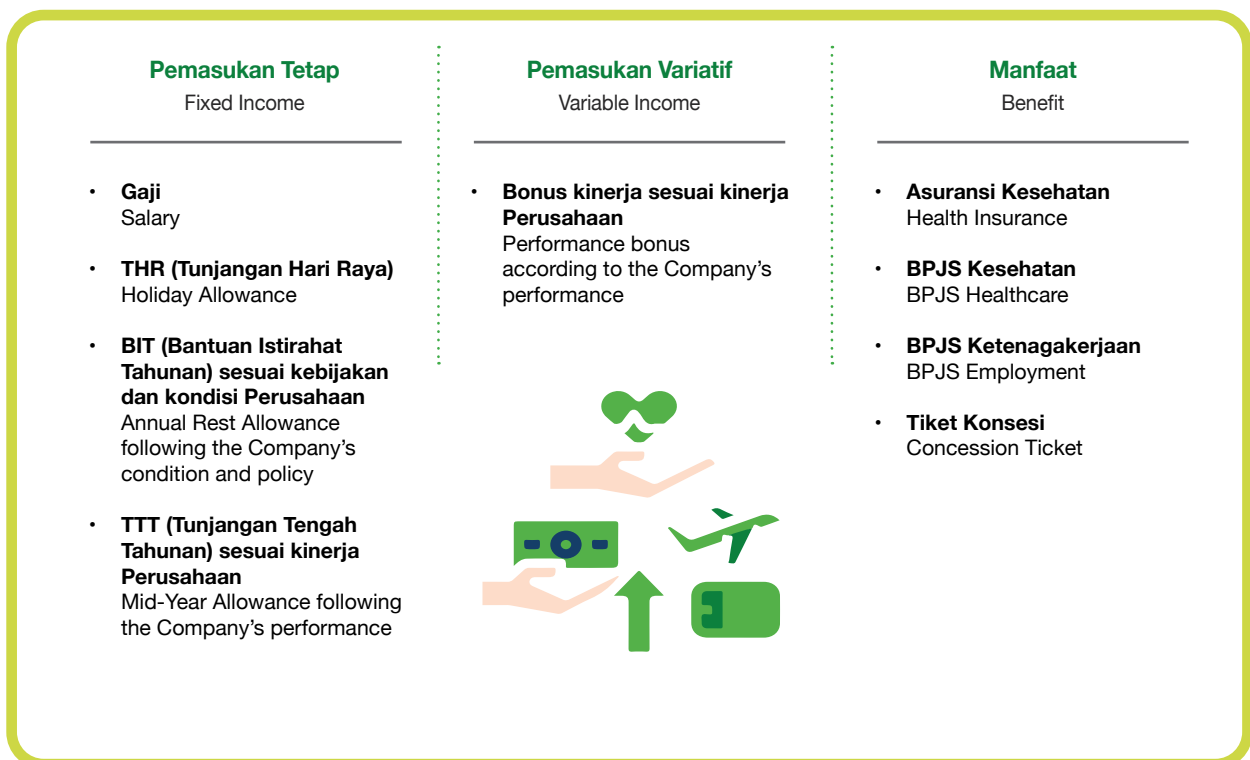 Pemasukan Tetap
Fixed Income
• Gaji
Salary
• THR (Tunjangan Hari Raya)
Holiday Allowance
• BIT (Bantuan Istirahat
Tahunan) sesuai kebijakan
dan kondisi Perusahaan
Annual Rest Allowance
following the Company’s
condition and policy
• TTT (Tunjangan Tengah
Tahunan) sesuai kinerja
Perusahaan
Mid-Year Allowance following
the Company’s performance
Pemasukan Variatif
Variable Income
• Bonus kinerja sesuai kinerja
Perusahaan
Performance bonus
according to the Company’s
performance
Manfaat
Benefit
• Asuransi Kesehatan
Health Insurance
• BPJS Kesehatan
BPJS Healthcare
• BPJS Ketenagakerjaan
BPJS Employment
• Tiket Konsesi
Concession Ticket